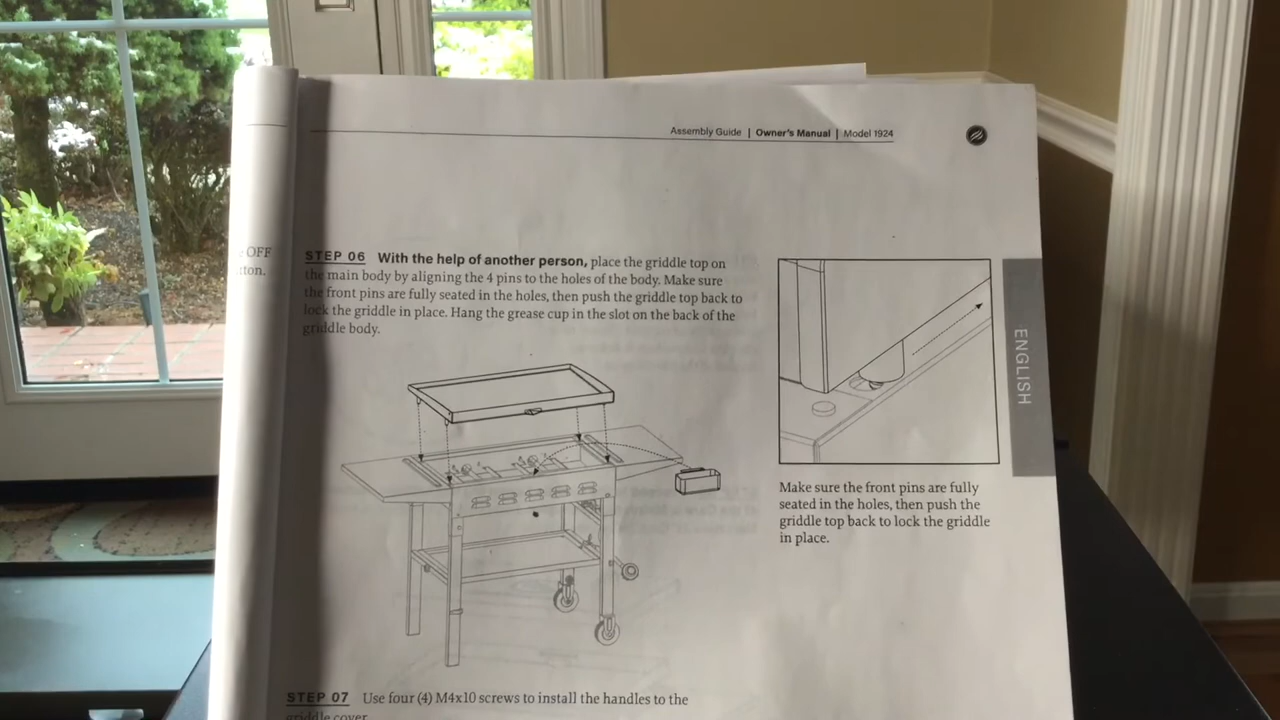 Assembly Guide | Owner's Manual | Model 1924
OFF
STEP 06 With the help of another person, place the griddle top on
the main body by aligning the 4 pins to the holes of the body. Make sure
the front pins are fully seated in the holes, then push the griddle top back to
lock the griddle in place. Hang the grease cup in the slot on the back of the
griddle body.
ENGLISH
Make sure the front pins are fully
seated in the holes, then push the
griddle top back to lock the griddle
in place.
STEP 07 Use four (4) M4x10 screws to install the handles to the
griddle cover.